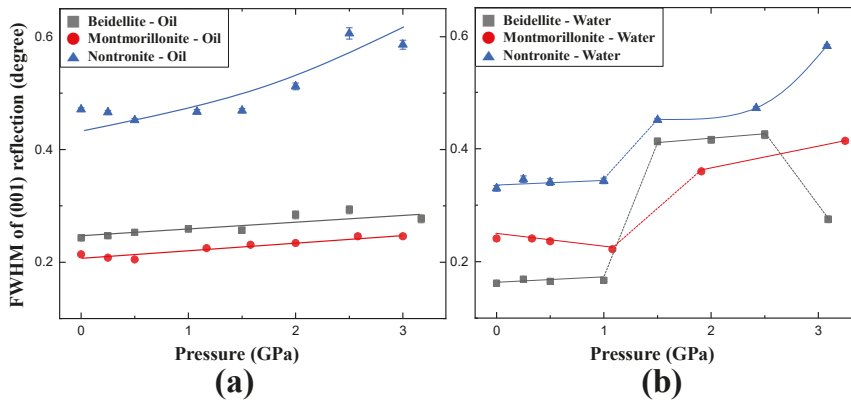 Beidellite - Oil
Montmorillonite - Oil
Nontronite - Oil
FWHM of (001) reflection (degree)
0.6
0.4
0.2
0
1
2
3
Pressure (GPa)
(a)
Beidellite - Water
Montmorillonite - Water
Nontronite - Water
0.6
0.4
0.2
0
1
2
3
Pressure (GPa)
(b)